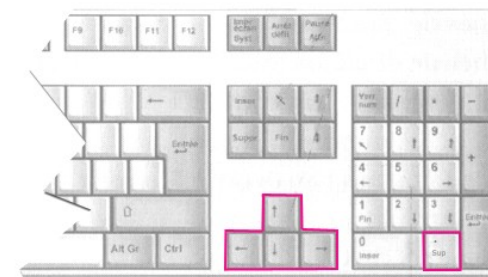 F9 F10 F11 F12 Impr écran Syst Arrêt défil Pause Attn
← Inser ↖ ⇞ Verr num / * -
Entrée ↵ Suppr Fin ⇟ 7 ↖ 8 ↑ 9 ⇞ +
4 ← 5 6 →
⇧ ↑ 1 Fin 2 ↓ 3 ⇟ Entrée
Alt Gr Ctrl ← ↓ → 0 Inser . Sup